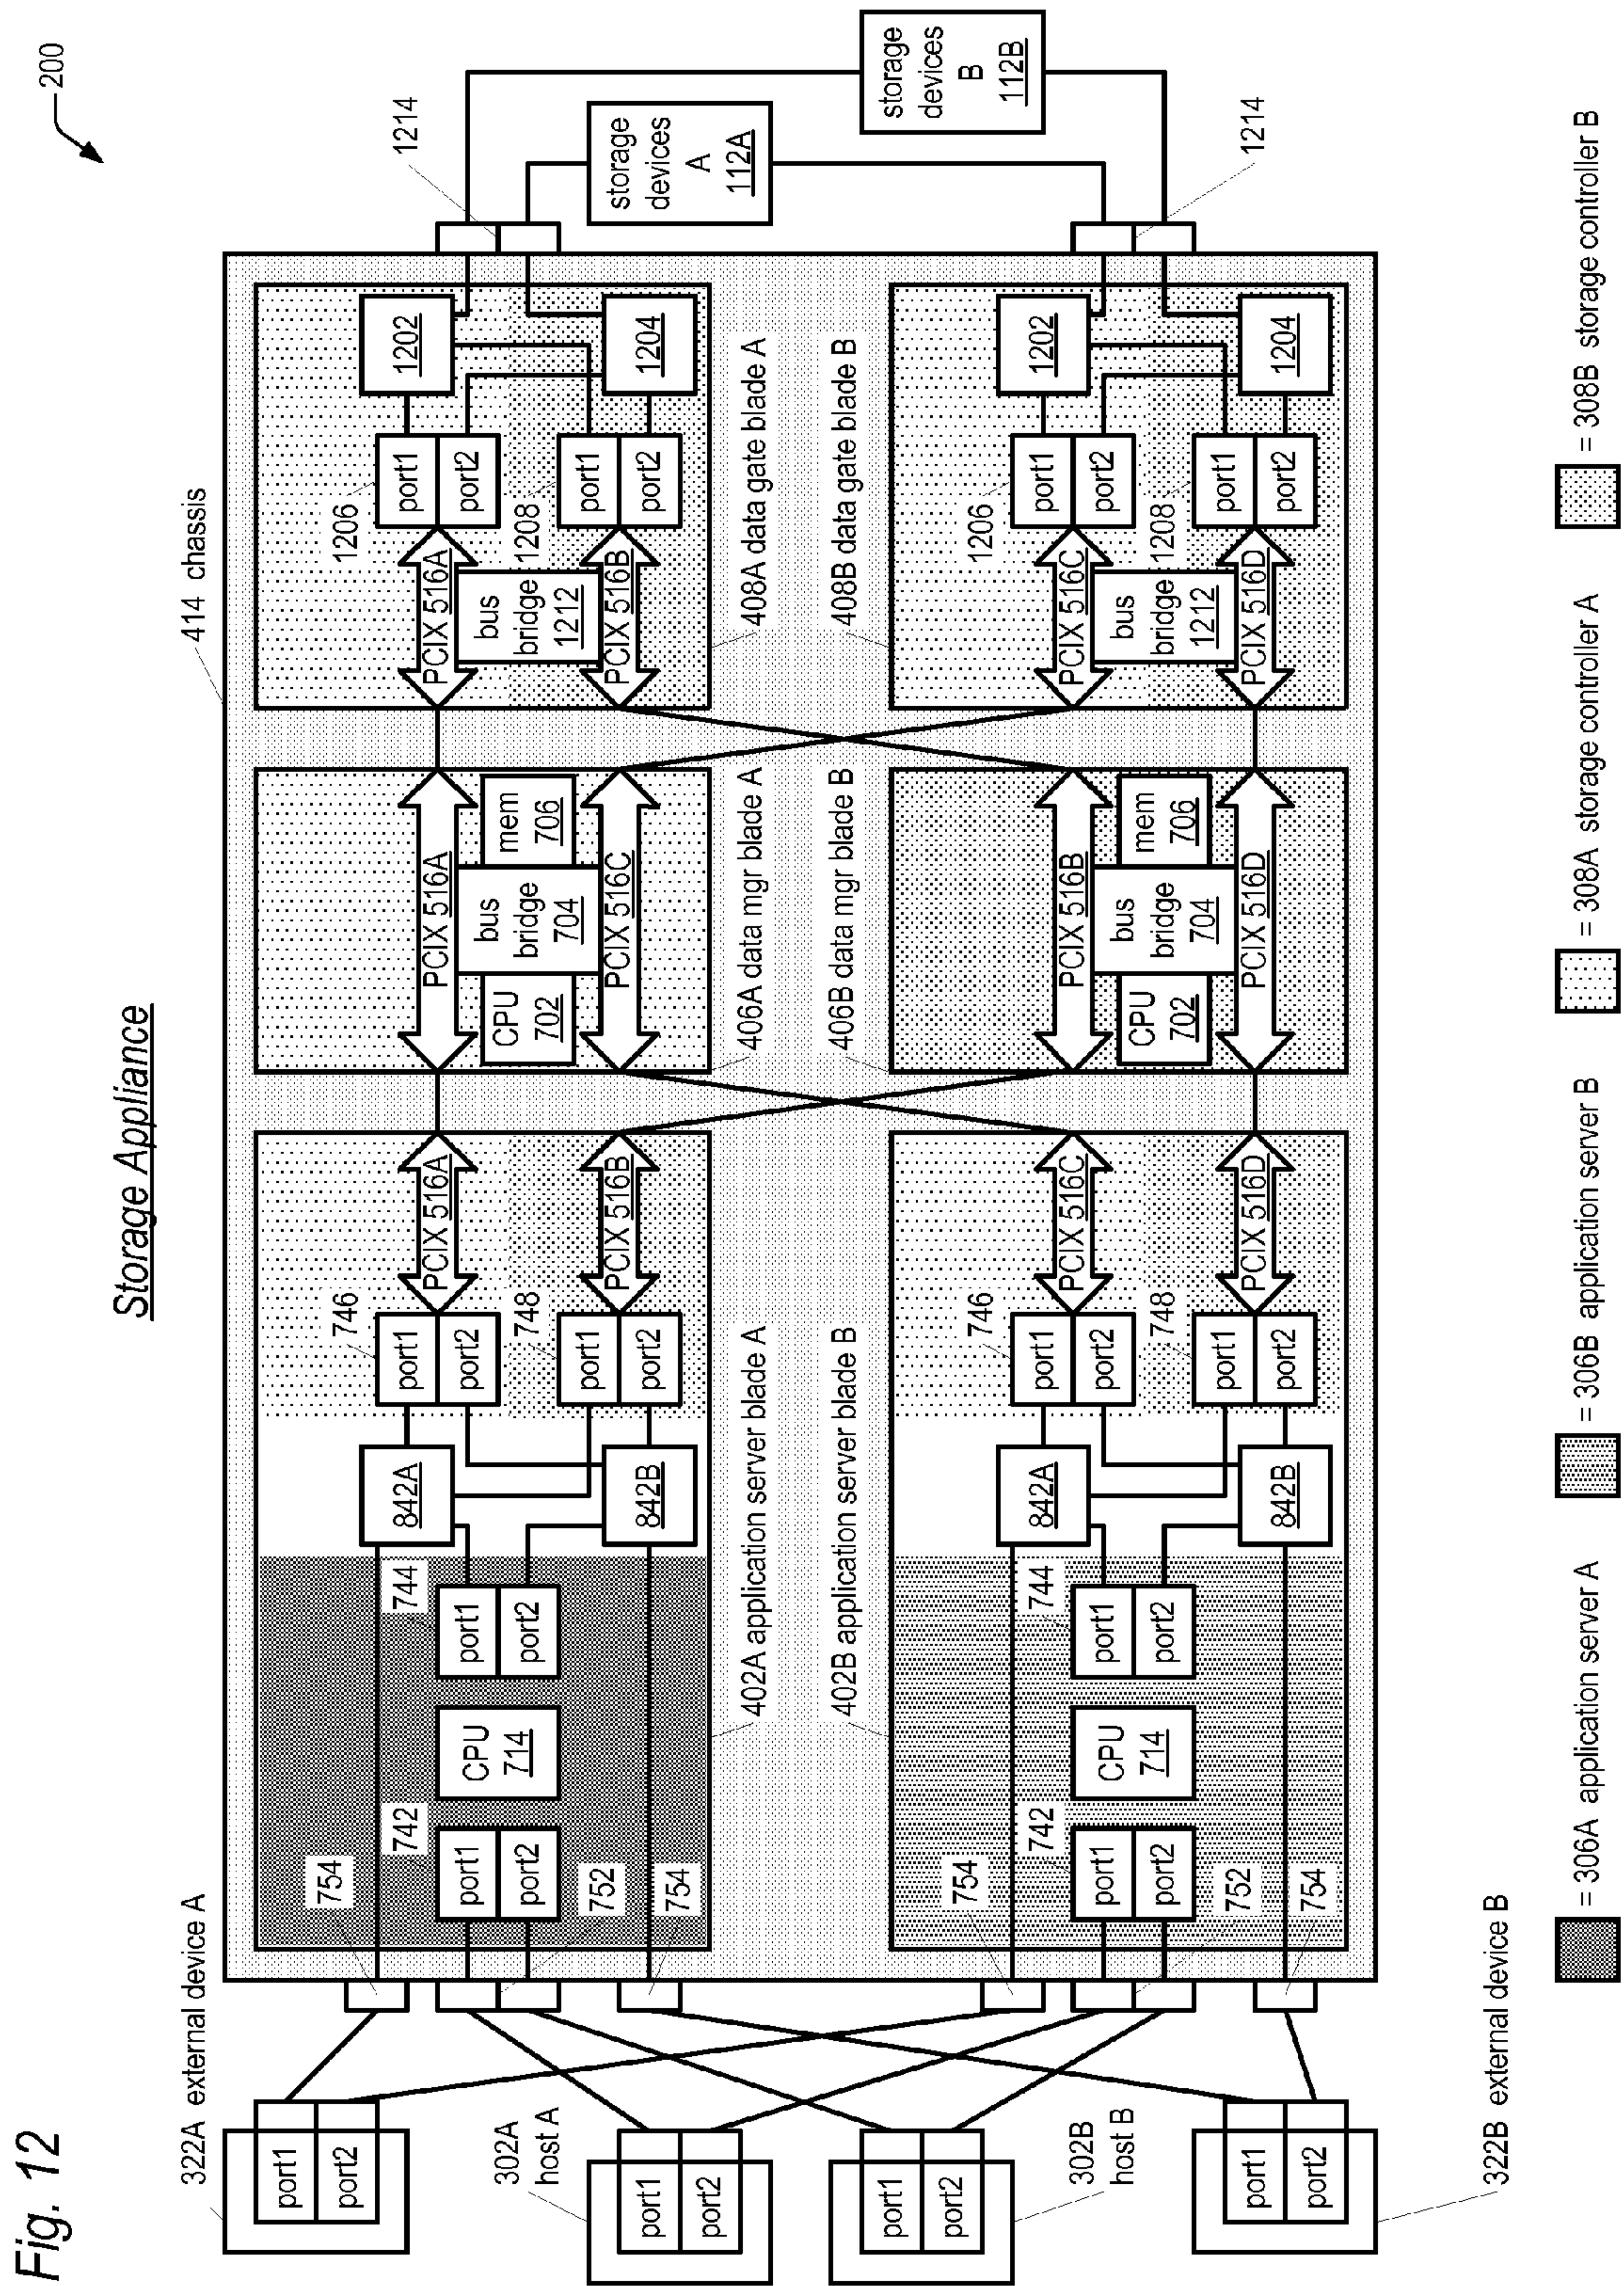 Fig. 12
Storage Appliance
200
414 chassis
322A external device A
port1
port2
302A
host A
port1
port2
302B
host B
port1
port2
322B external device B
port1
port2
754
742
port1
port2
752
754
CPU
714
744
port1
port2
842A
842B
746
port1
port2
748
port1
port2
PCIX 516A
PCIX 516B
402A application server blade A
PCIX 516A
CPU
702
bus
bridge
704
mem
706
PCIX 516C
406A data mgr blade A
PCIX 516A
bus
bridge
1212
PCIX 516B
1206
port1
port2
1208
port1
port2
1202
1204
408A data gate blade A
1214
storage
devices
A
112A
storage
devices
B
112B
402B application server blade B
754
742
port1
port2
752
754
CPU
714
744
port1
port2
842A
842B
746
port1
port2
748
port1
port2
PCIX 516C
PCIX 516D
406B data mgr blade B
PCIX 516B
CPU
702
bus
bridge
704
mem
706
PCIX 516D
408B data gate blade B
PCIX 516C
bus
bridge
1212
PCIX 516D
1206
port1
port2
1208
port1
port2
1202
1204
1214
= 306A application server A
= 306B application server B
= 308A storage controller A
= 308B storage controller B